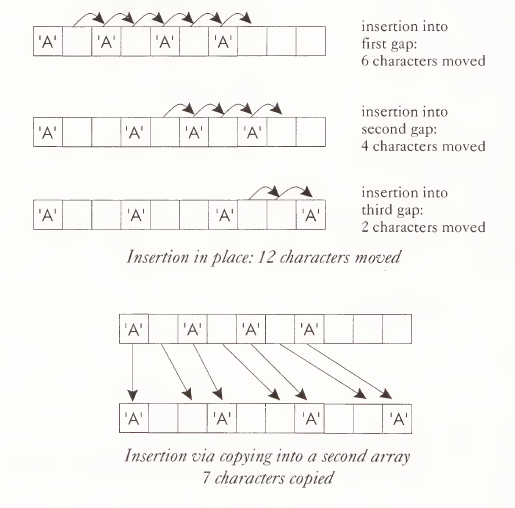 insertion into
first gap:
6 characters moved
'A' 'A' 'A' 'A'
insertion into
second gap:
4 characters moved
'A' 'A' 'A' 'A'
insertion into
third gap:
2 characters moved
'A' 'A' 'A' 'A'
Insertion in place: 12 characters moved
'A' 'A' 'A' 'A'
'A' 'A' 'A' 'A'
Insertion via copying into a second array
7 characters copied